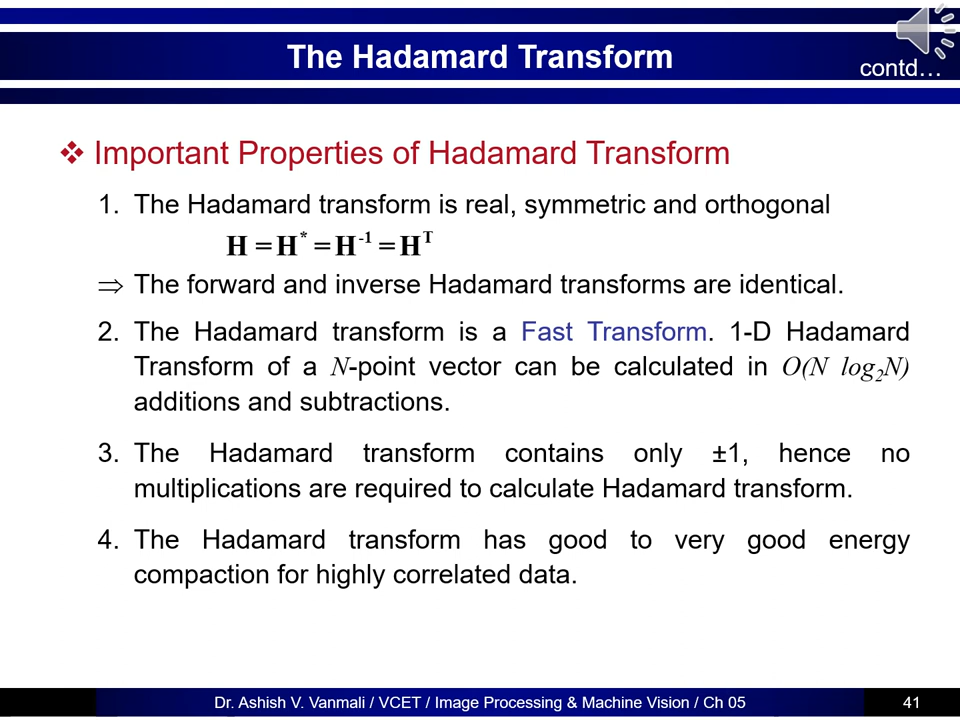 The Hadamard Transform
contd…
❖ Important Properties of Hadamard Transform
1. The Hadamard transform is real, symmetric and orthogonal
H = H* = H-1 = HT
⇒ The forward and inverse Hadamard transforms are identical.
2. The Hadamard transform is a Fast Transform. 1-D Hadamard
Transform of a N-point vector can be calculated in O(N log2N)
additions and subtractions.
3. The Hadamard transform contains only ±1, hence no
multiplications are required to calculate Hadamard transform.
4. The Hadamard transform has good to very good energy
compaction for highly correlated data.
Dr. Ashish V. Vanmali / VCET / Image Processing & Machine Vision / Ch 05
41